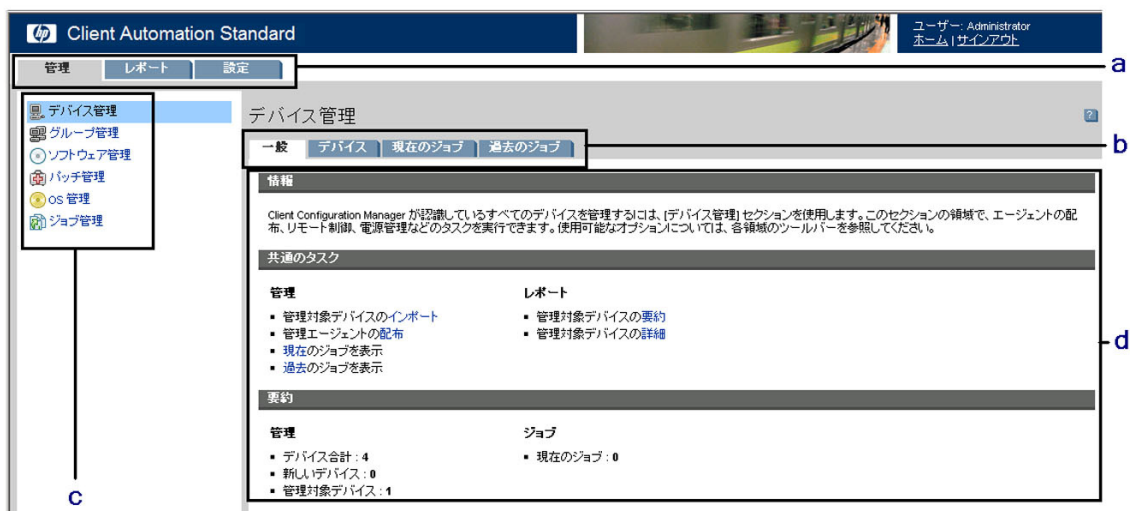 hp Client Automation Standard
ユーザー: Administrator
ホーム | サインアウト
管理 レポート 設定
a
デバイス管理
グループ管理
ソフトウェア管理
パッチ管理
OS 管理
ジョブ管理
c
デバイス管理
?
一般 デバイス 現在のジョブ 過去のジョブ
b
情報
Client Configuration Manager が認識しているすべてのデバイスを管理するには、[デバイス管理] セクションを使用します。このセクションの領域で、エージェントの配
布、リモート制御、電源管理などのタスクを実行できます。使用可能なオプションについては、各領域のツールバーを参照してください。
共通のタスク
管理
管理対象デバイスのインポート
管理エージェントの配布
現在のジョブを表示
過去のジョブを表示
レポート
管理対象デバイスの要約
管理対象デバイスの詳細
d
要約
管理
デバイス合計 : 4
新しいデバイス : 0
管理対象デバイス : 1
ジョブ
現在のジョブ : 0